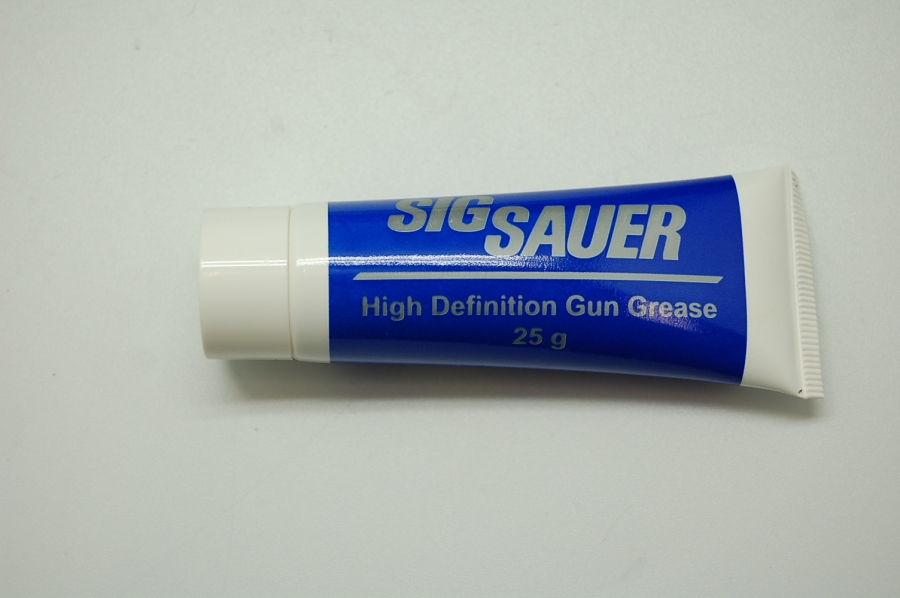 SIG SAUER
High Definition Gun Grease
25 g